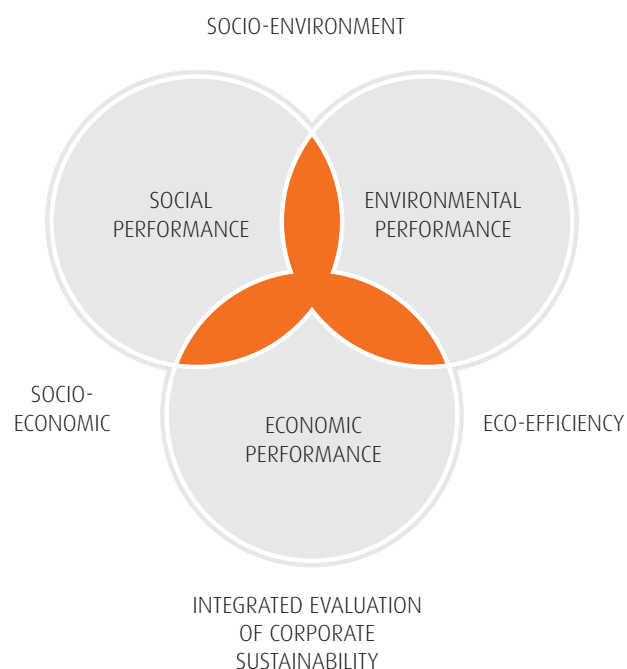 SOCIO-ENVIRONMENT
SOCIAL
PERFORMANCE
ENVIRONMENTAL
PERFORMANCE
SOCIO-
ECONOMIC
ECONOMIC
PERFORMANCE
ECO-EFFICIENCY
INTEGRATED EVALUATION
OF CORPORATE
SUSTAINABILITY